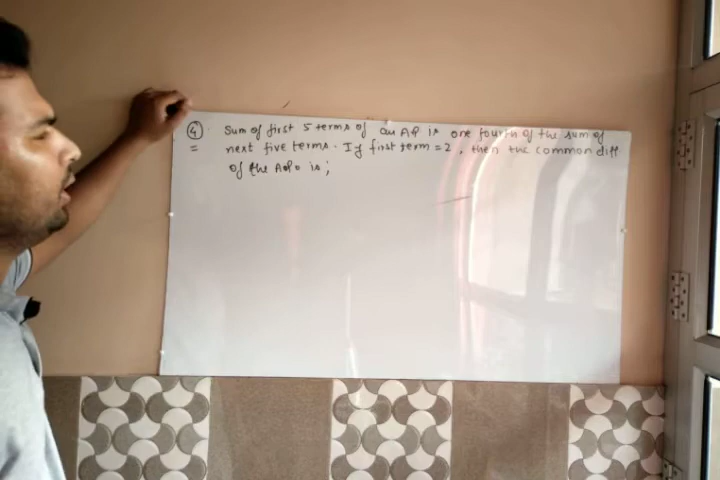 4 Sum of first 5 terms of an AP is one fourth of the sum of
next five terms. If first term = 2, then the common diff
of the A.P. is;